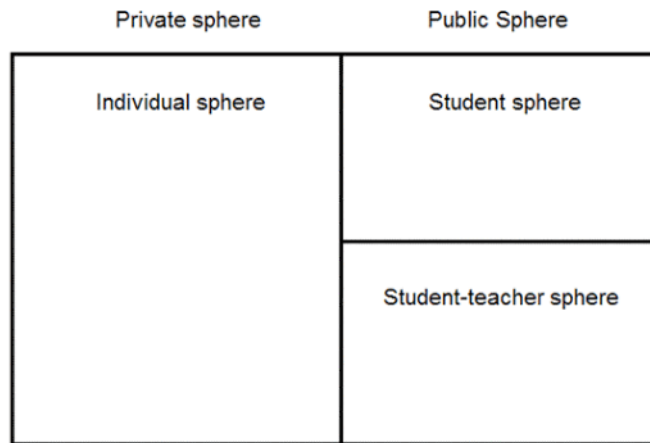 Private sphere
Public Sphere
Individual sphere
Student sphere
Student-teacher sphere